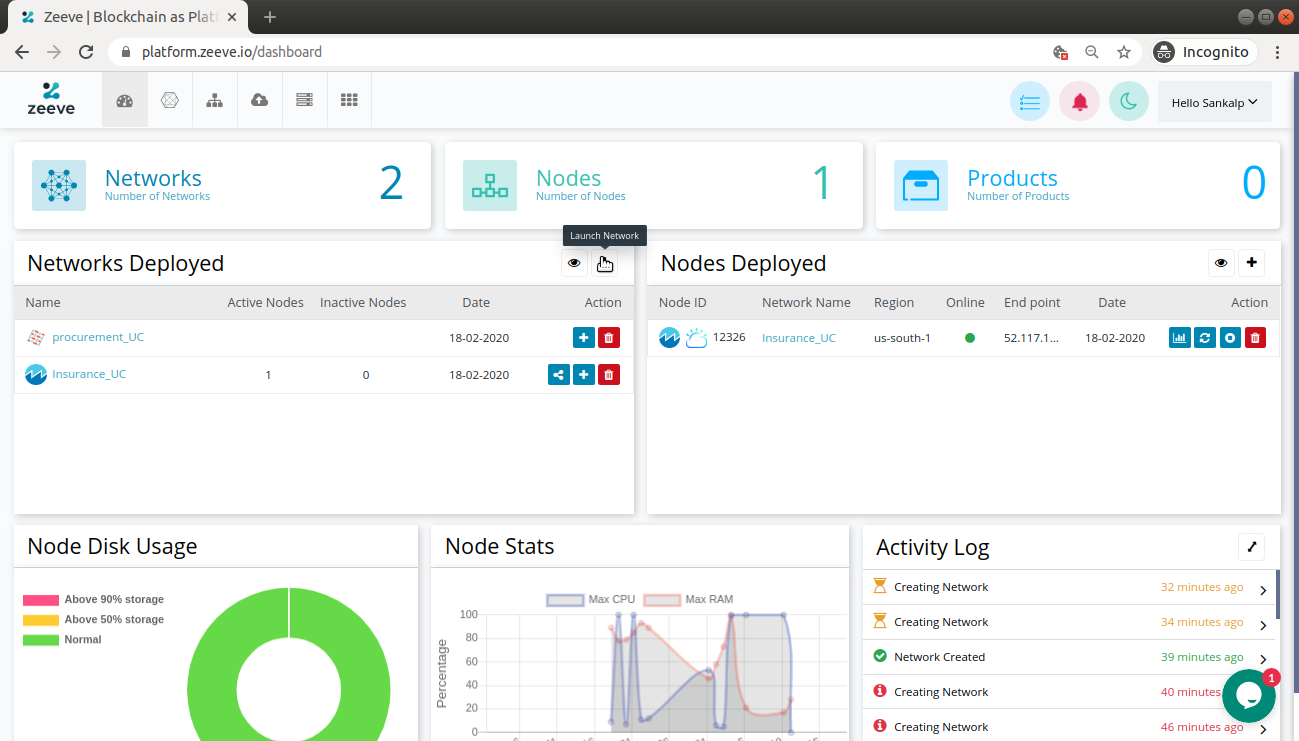 Zeeve | Blockchain as Plat
platform.zeeve.io/dashboard
Incognito
zeeve
Hello Sankalp
Networks
Number of Networks
2
Nodes
Number of Nodes
1
Products
Number of Products
0
Launch Network
Networks Deployed
Name Active Nodes Inactive Nodes Date Action
procurement_UC 18-02-2020
Insurance_UC 1 0 18-02-2020
Nodes Deployed
Node ID Network Name Region Online End point Date Action
12326 Insurance_UC us-south-1 52.117.1... 18-02-2020
Node Disk Usage
Above 90% storage
Above 50% storage
Normal
Node Stats
Max CPU Max RAM
Percentage
100
80
60
40
20
0
Activity Log
Creating Network 32 minutes ago
Creating Network 34 minutes ago
Network Created 39 minutes ago
Creating Network 40 minutes
Creating Network 46 minutes ago
1